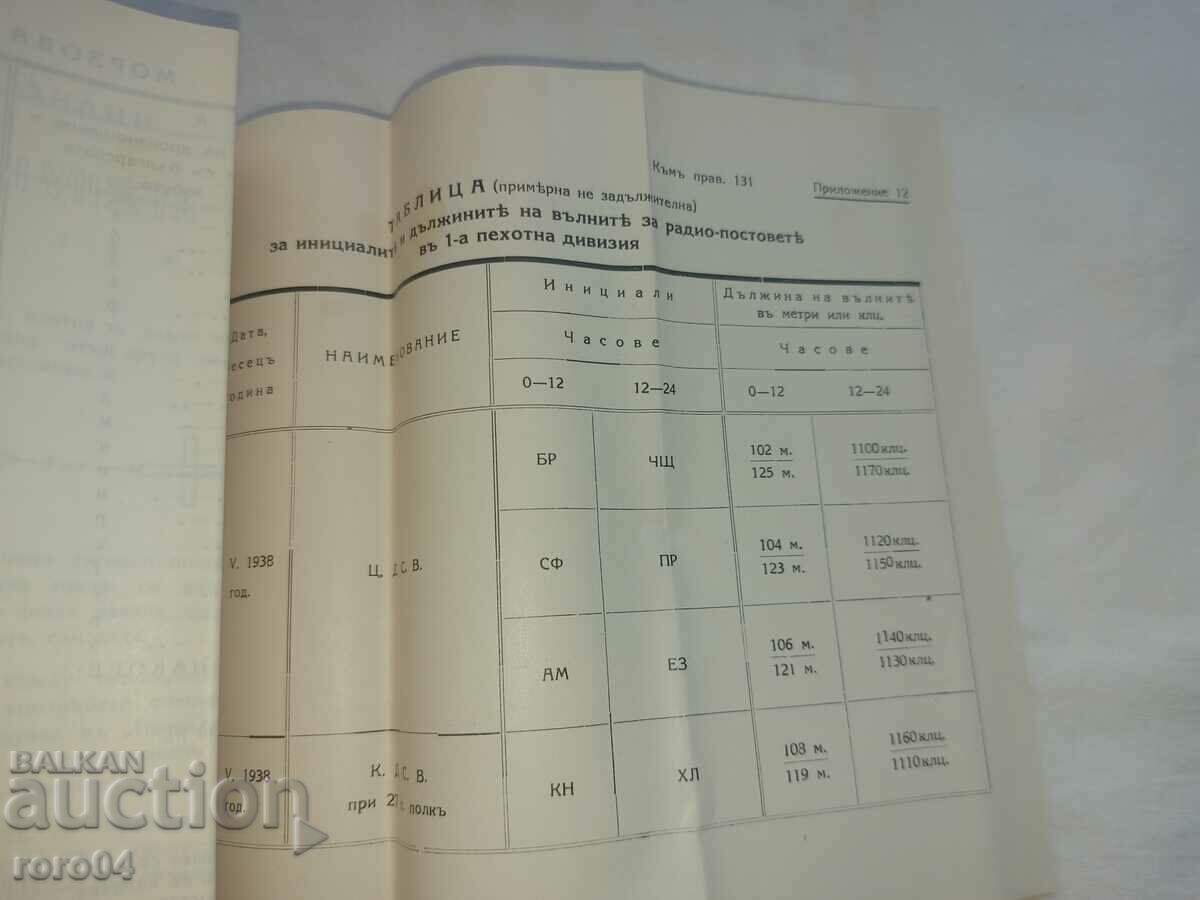 МОРЗОВА
Къмъ прав. 131
Приложение 12
ТАБЛИЦА (примѣрна не задължителна)
за инициалитѣ и дължинитѣ на вълнитѣ за радио-постоветѣ
въ 1-а пехотна дивизия
Дата,
есецъ
одина
НАИМЕНОВАНИЕ
Инициали
Дължина на вълнитѣ
въ метри или клц.
Часове
Часове
0—12
12—24
0—12
12—24
V. 1938
год.
Ц. Д. С. В.
БР
ЧЩ
102 м.
125 м.
1100 клц.
1170 клц.
СФ
ПР
104 м.
123 м.
1120 клц.
1150 клц.
АМ
ЕЗ
106 м.
121 м.
1140 клц.
1130 клц.
V. 1938
год.
К. Д. С. В.
при полкъ
КН
ХЛ
108 м.
119 м.
1160 клц.
1110 клц.
BALKAN
auction
roro04